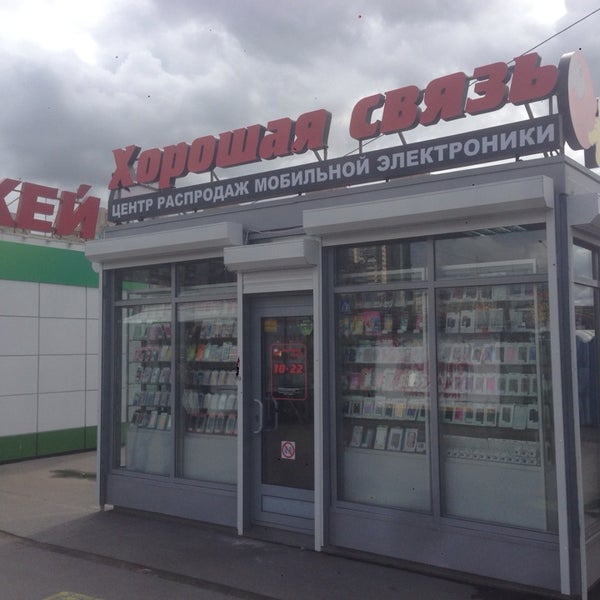 Хорошая связь
ЦЕНТР РАСПРОДАЖ МОБИЛЬНОЙ ЭЛЕКТРОНИКИ
КЕЙ
10-22